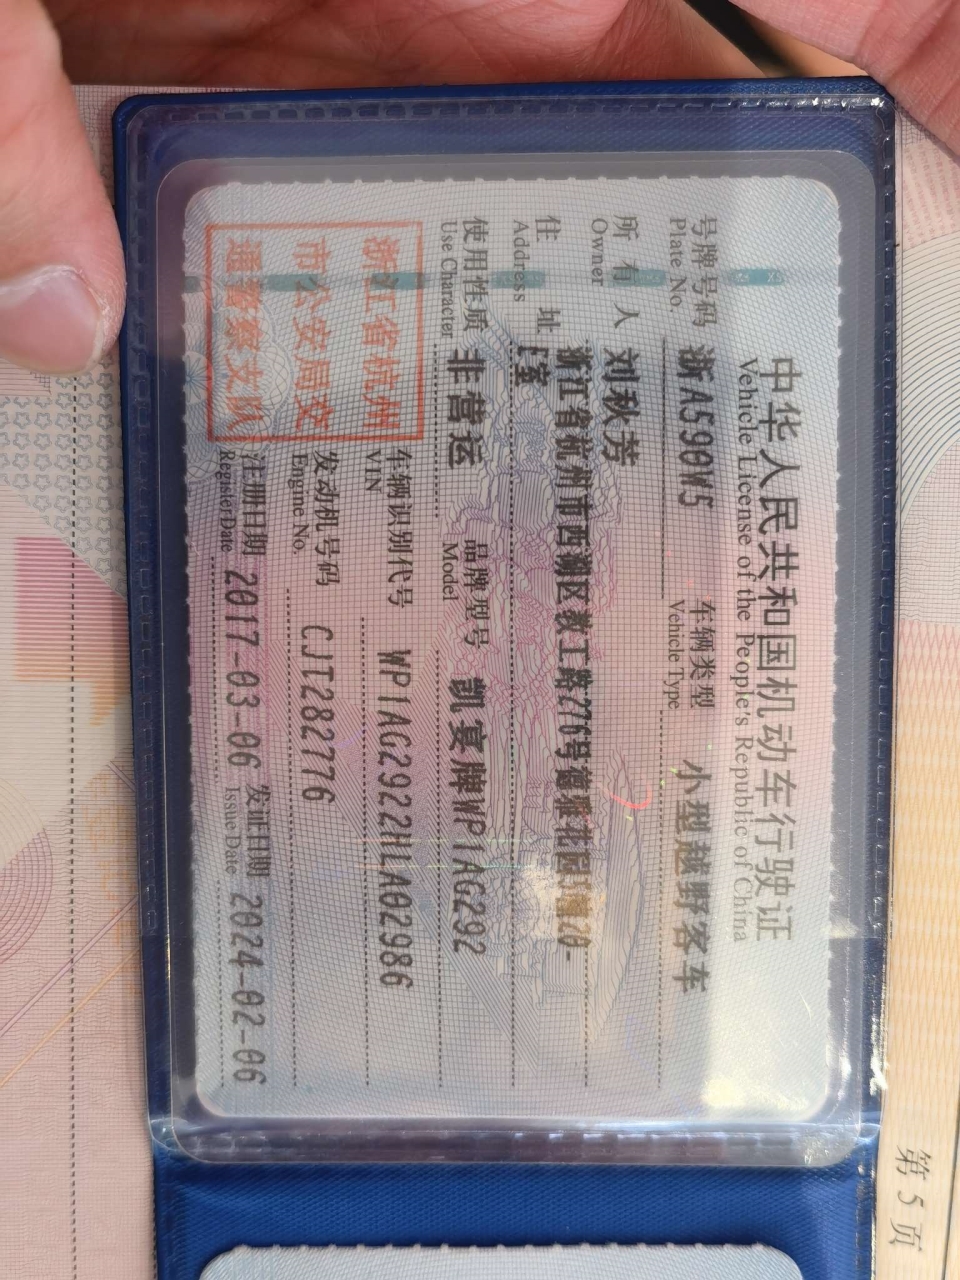 中华人民共和国机动车行驶证
Vehicle License of the People's Republic of China
号牌号码 浙A590W5 车辆类型 小型越野客车
Plate No. Vehicle Type
所有人 刘秋芳
Owner
住址 浙江省杭州市西湖区教工路276号
Address
使用性质 非营运 品牌型号 凯宴牌WP1AG292
Use Character Model
浙江省杭州
市公安局交
通警察支队
车辆识别代号 WP1AG2922HLA02986
VIN
发动机号码 CJT282776
Engine No.
注册日期 2017-03-06 发证日期 2024-02-06
Register Date Issue Date
第 5 页